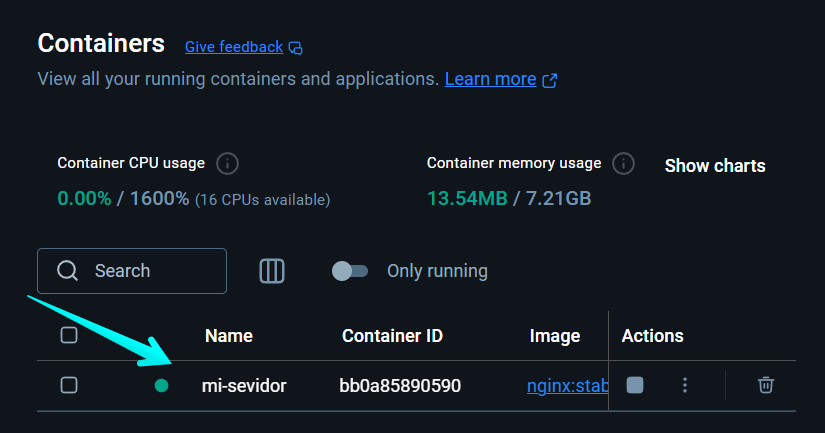 Containers Give feedback
View all your running containers and applications. Learn more
Container CPU usage Container memory usage Show charts
0.00% / 1600% (16 CPUs available) 13.54MB / 7.21GB
Search Only running
Name Container ID Image Actions
mi-sevidor bb0a85890590 nginx:stab